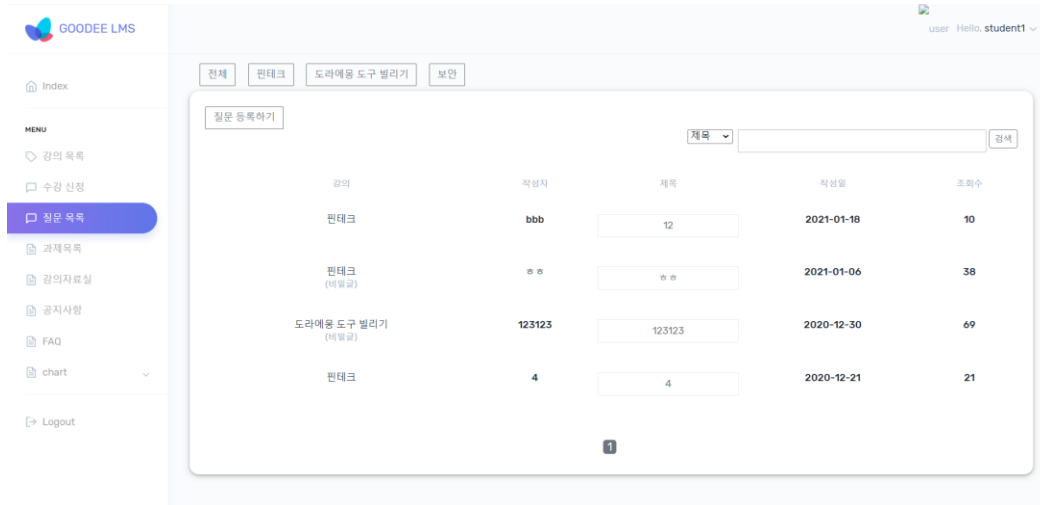 GOODEE LMS
user Hello, student1
Index
MENU
강의 목록
수강 신청
질문 목록
과제목록
강의자료실
공지사항
FAQ
chart
Logout
전체 핀테크 도라에몽 도구 빌리기 보안
질문 등록하기
제목 검색
강의 작성자 제목 작성일 조회수
핀테크 bbb 12 2021-01-18 10
핀테크 ㅎㅎ ㅎㅎ 2021-01-06 38
(비밀글)
도라에몽 도구 빌리기 123123 123123 2020-12-30 69
(비밀글)
핀테크 4 4 2020-12-21 21
1